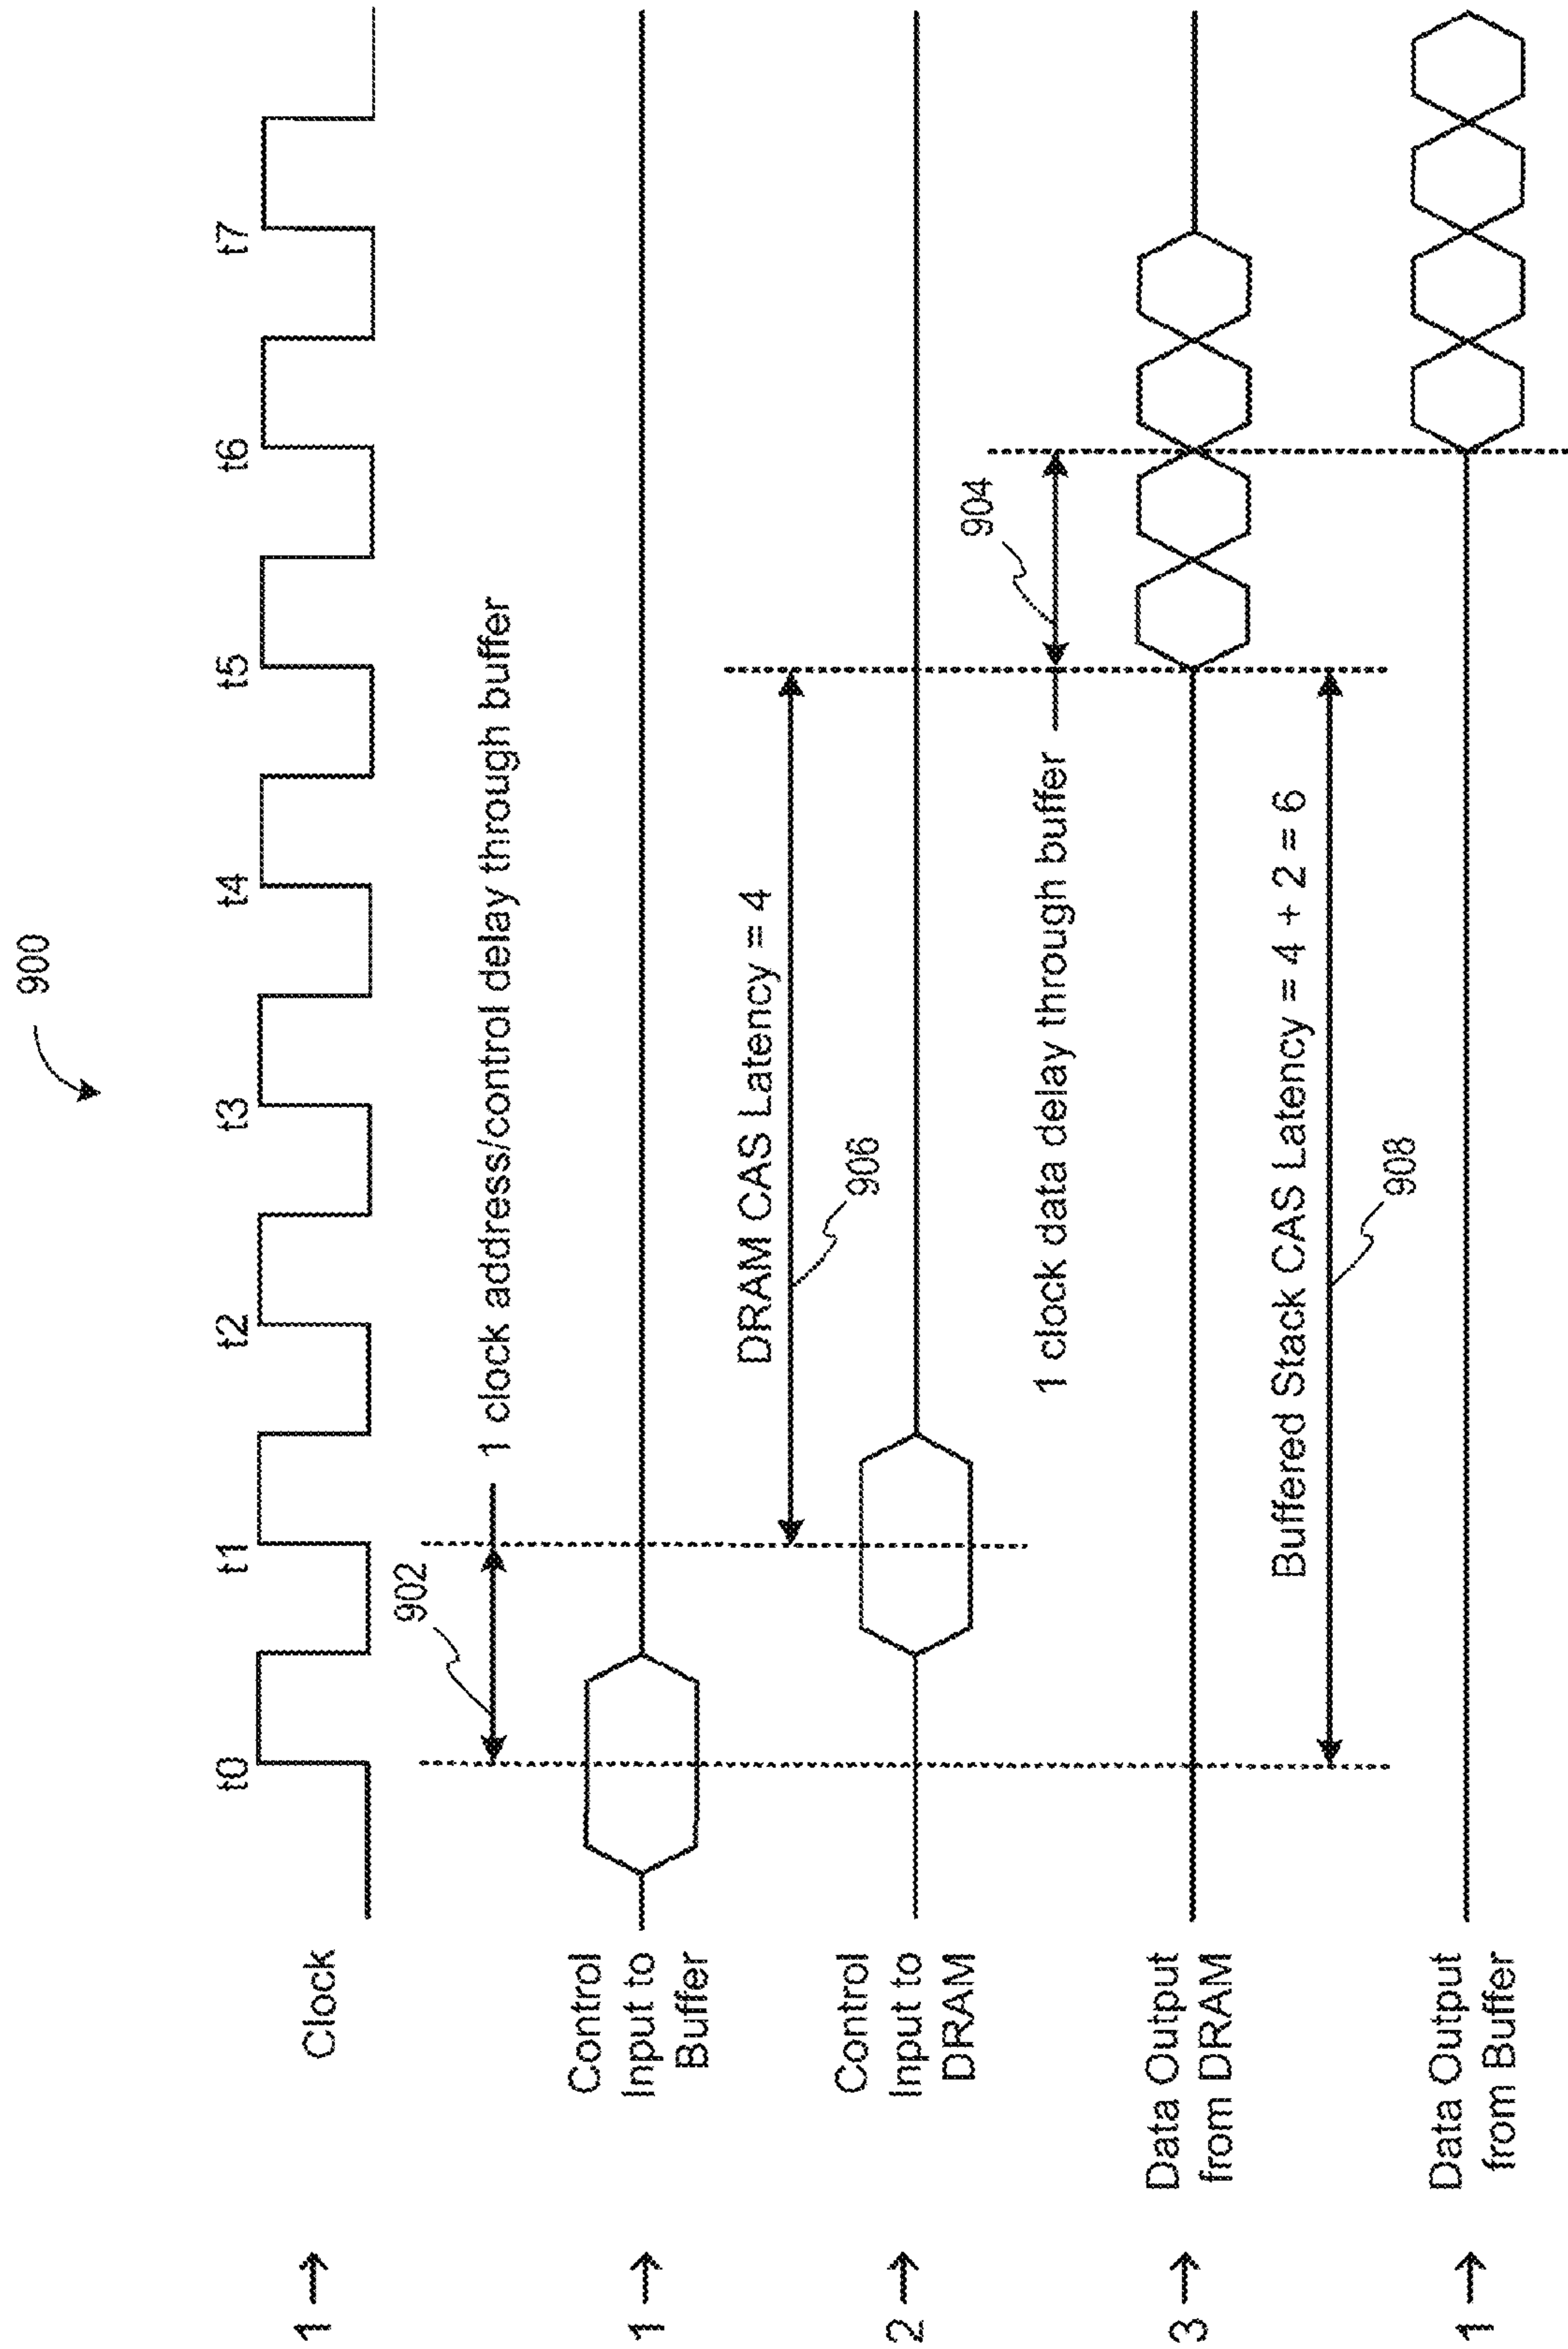 900
t0 t1 t2 t3 t4 t5 t6 t7
1 → Clock
902
1 clock address/control delay through buffer
1 → Control
Input to
Buffer
DRAM CAS Latency = 4
906
2 → Control
Input to
DRAM
904
1 clock data delay through buffer
3 → Data Output
from DRAM
Buffered Stack CAS Latency = 4 + 2 = 6
908
1 → Data Output
from Buffer